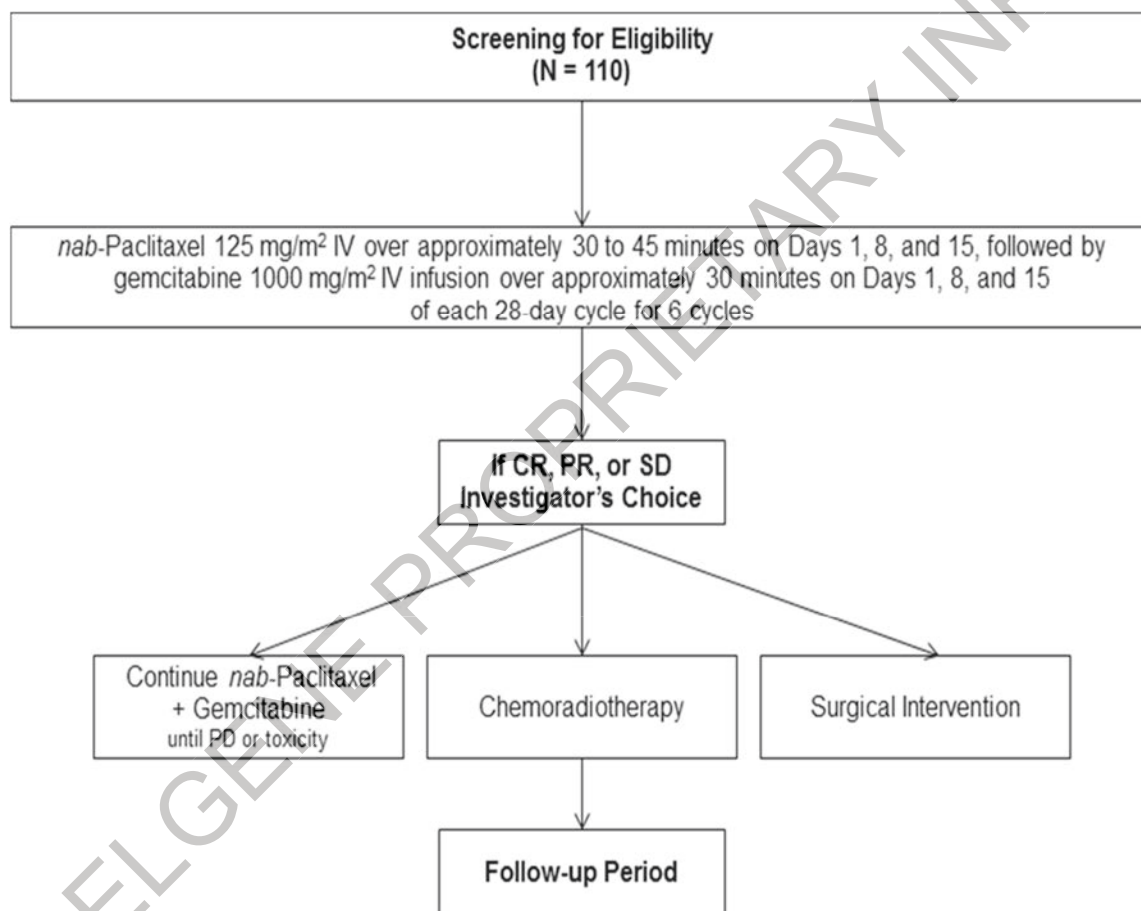 Screening for Eligibility
(N = 110)
nab-Paclitaxel 125 mg/m² IV over approximately 30 to 45 minutes on Days 1, 8, and 15, followed by
gemcitabine 1000 mg/m² IV infusion over approximately 30 minutes on Days 1, 8, and 15
of each 28-day cycle for 6 cycles
If CR, PR, or SD
Investigator's Choice
Continue nab-Paclitaxel
+ Gemcitabine
until PD or toxicity
Chemoradiotherapy
Surgical Intervention
Follow-up Period
ELGENE PROPRIETARY